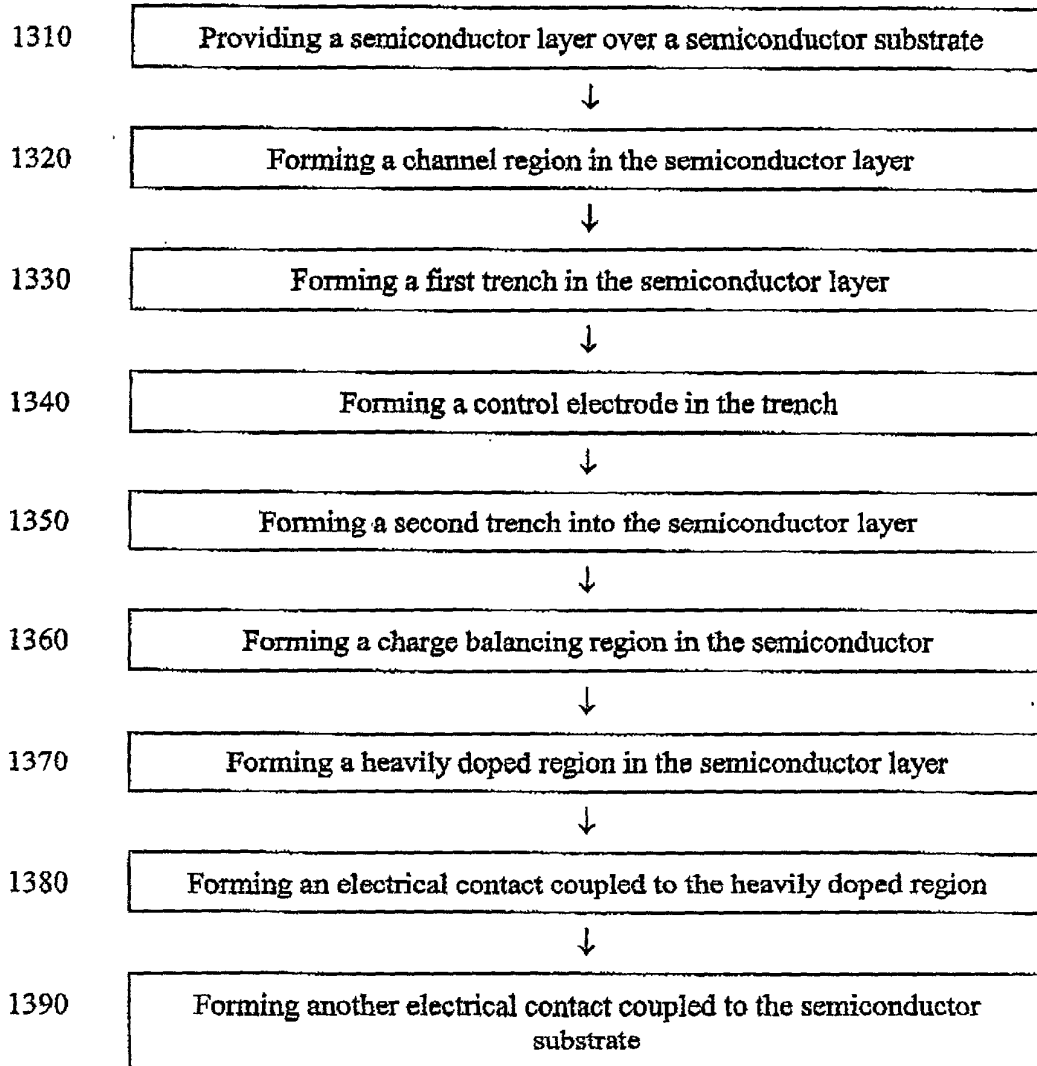 1310 Providing a semiconductor layer over a semiconductor substrate
↓
1320 Forming a channel region in the semiconductor layer
↓
1330 Forming a first trench in the semiconductor layer
↓
1340 Forming a control electrode in the trench
↓
1350 Forming a second trench into the semiconductor layer
↓
1360 Forming a charge balancing region in the semiconductor
↓
1370 Forming a heavily doped region in the semiconductor layer
↓
1380 Forming an electrical contact coupled to the heavily doped region
↓
1390 Forming another electrical contact coupled to the semiconductor
substrate